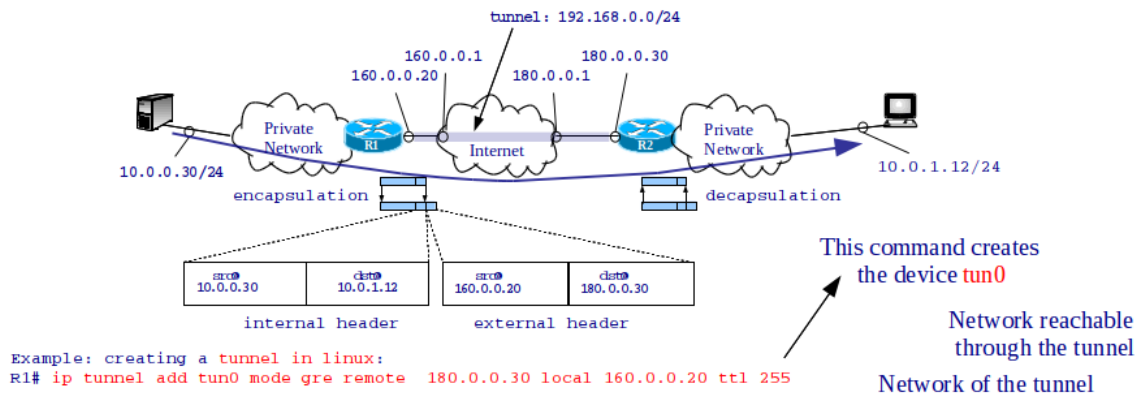 tunnel: 192.168.0.0/24
160.0.0.1
180.0.0.30
160.0.0.20
180.0.0.1
Private
Network
R1
Internet
R2
Private
Network
10.0.0.30/24
10.0.1.12/24
encapsulation
decapsulation
src@
10.0.0.30
dst@
10.0.1.12
src@
160.0.0.20
dst@
180.0.0.30
internal header
external header
This command creates
the device tun0
Network reachable
through the tunnel
Example: creating a tunnel in linux:
R1# ip tunnel add tun0 mode gre remote 180.0.0.30 local 160.0.0.20 ttl 255
Network of the tunnel